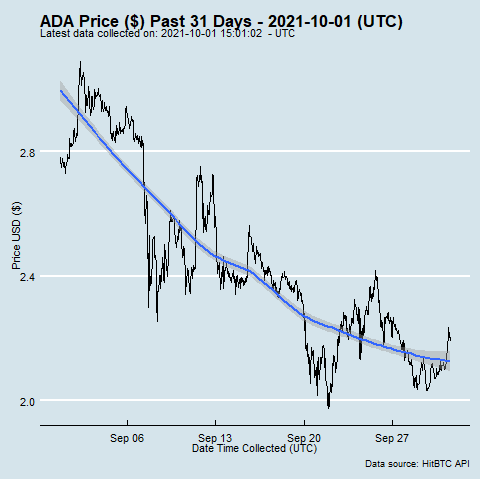 ADA Price ($) Past 31 Days - 2021-10-01 (UTC)
Latest data collected on: 2021-10-01 15:01:02  - UTC
2.8
2.4
2.0
Price USD ($)
Sep 06
Sep 13
Sep 20
Sep 27
Date Time Collected (UTC)
Data source: HitBTC API